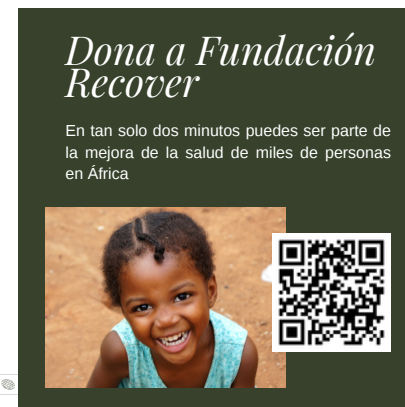 Dona a Fundación
Recover
En tan solo dos minutos puedes ser parte de
la mejora de la salud de miles de personas
en África